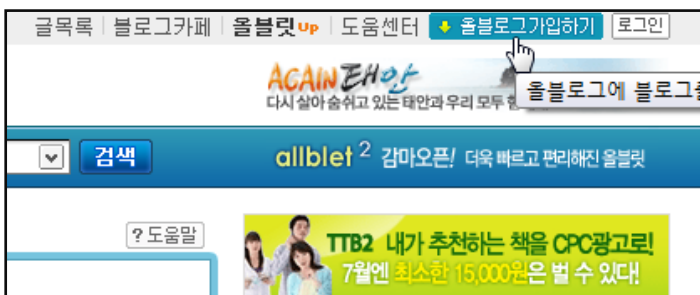 글목록 블로그카페 올블릿 Up 도움센터 올블로그가입하기 로그인
AGAIN 태안
다시 살아 숨쉬고 있는 태안과 우리 모두
올블로그에 블로그를
검색 allblet 2 감마오픈! 더욱 빠르고 편리해진 올블릿
? 도움말
TTB2 내가 추천하는 책을 CPC광고로!
7월엔 최소한 15,000원은 벌 수 있다!